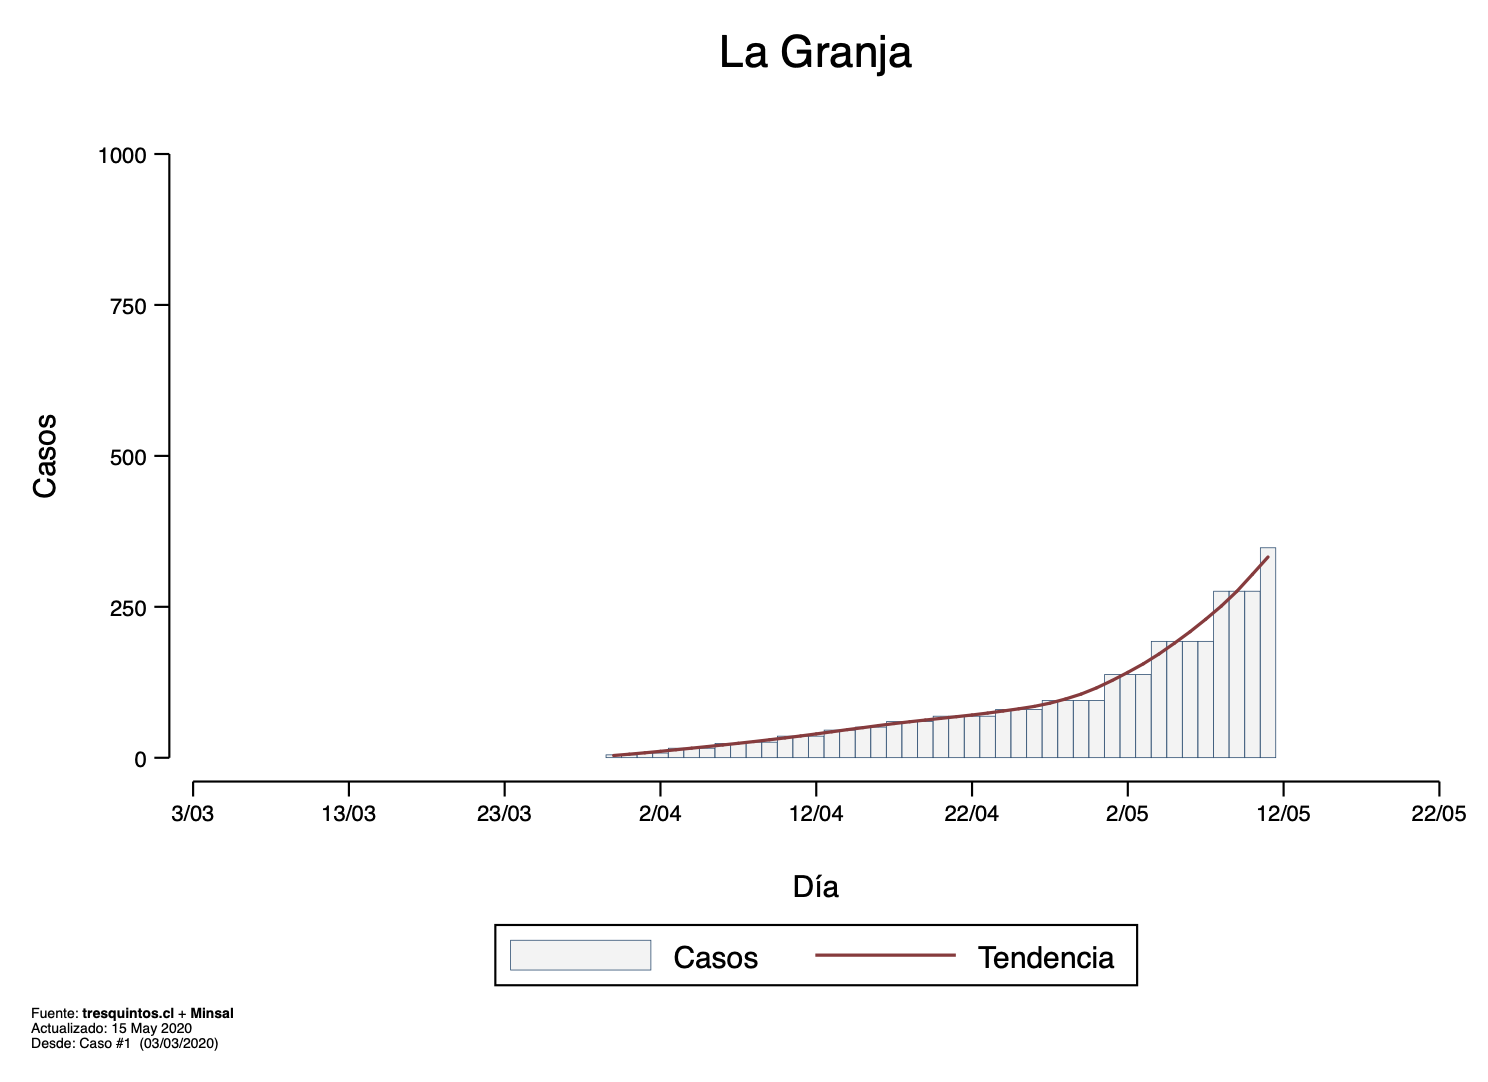 La Granja
1000
750
500
250
0
Casos
3/03 13/03 23/03 2/04 12/04 22/04 2/05 12/05 22/05
Día
Casos Tendencia
Fuente: tresquintos.cl + Minsal
Actualizado: 15 May 2020
Desde: Caso #1 (03/03/2020)